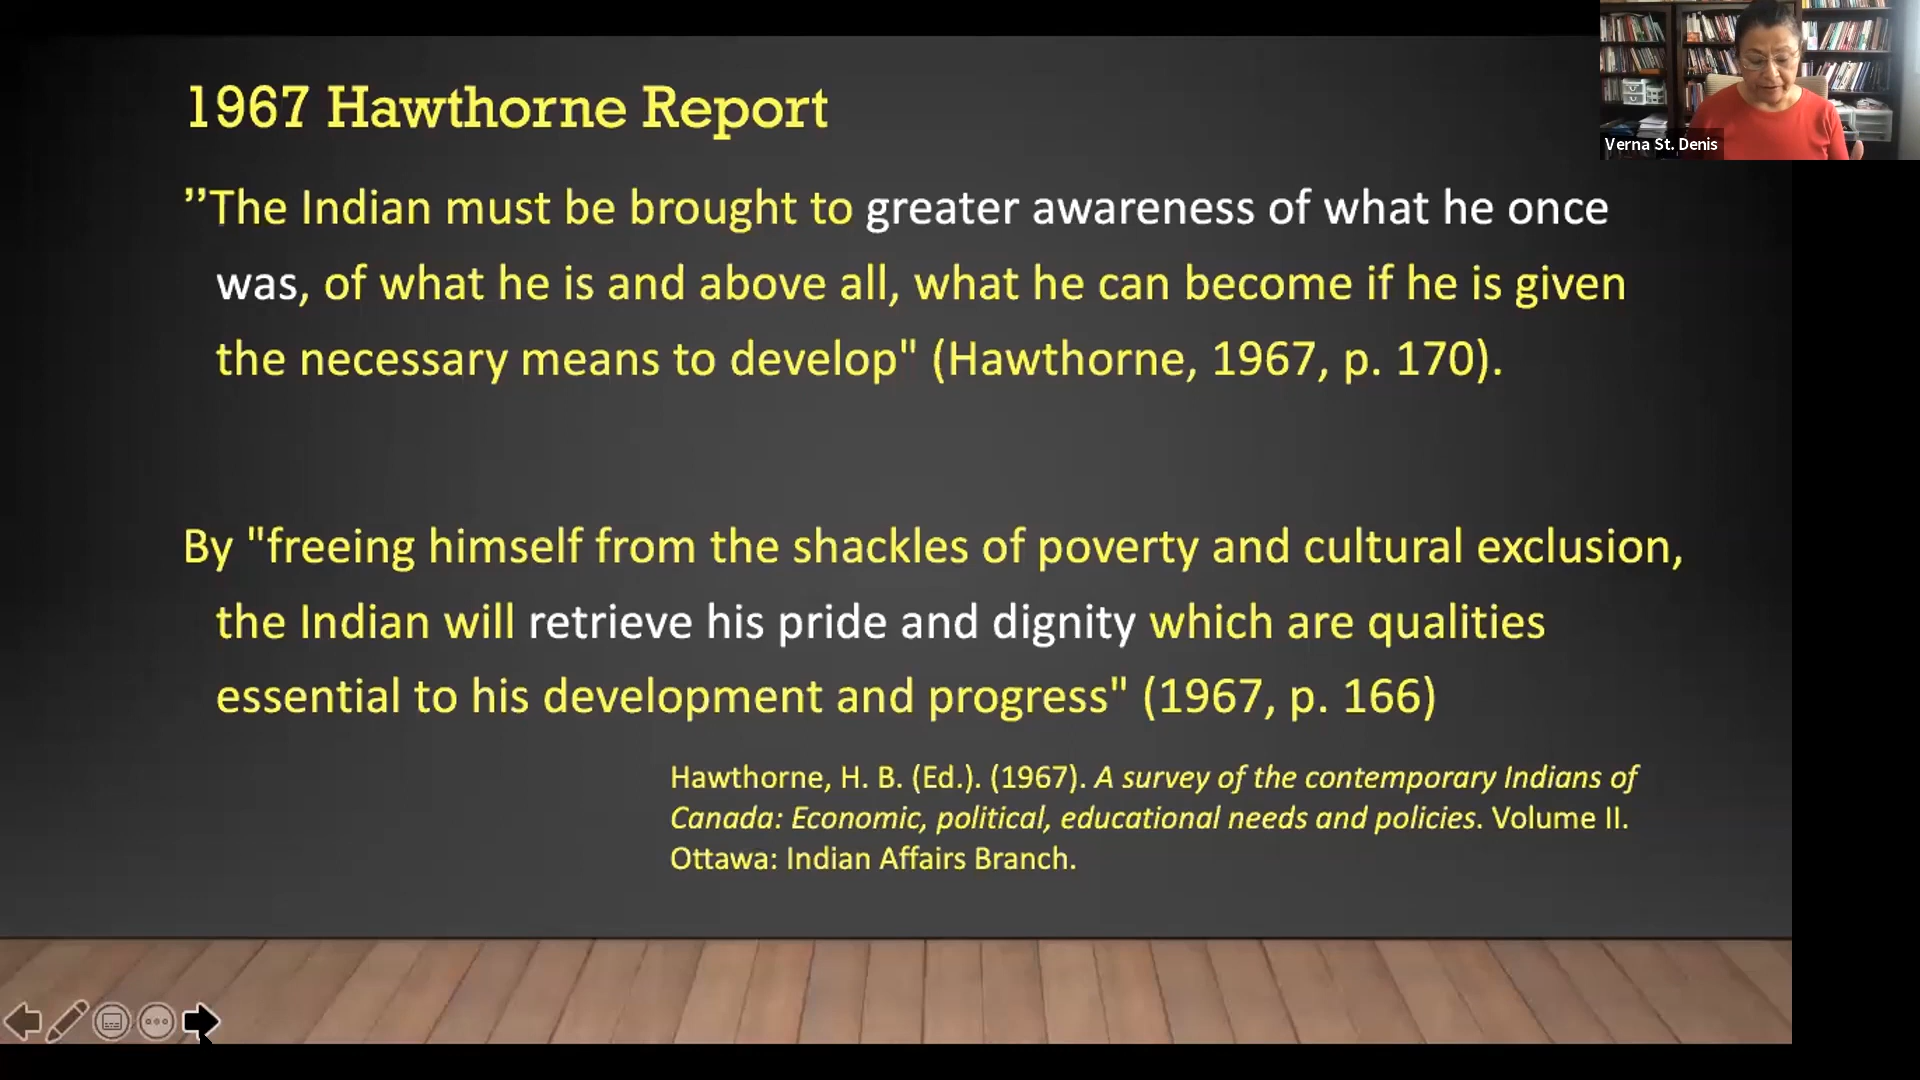 1967 Hawthorne Report
Verna St. Denis
”The Indian must be brought to greater awareness of what he once
was, of what he is and above all, what he can become if he is given
the necessary means to develop" (Hawthorne, 1967, p. 170).
By "freeing himself from the shackles of poverty and cultural exclusion,
the Indian will retrieve his pride and dignity which are qualities
essential to his development and progress" (1967, p. 166)
Hawthorne, H. B. (Ed.). (1967). A survey of the contemporary Indians of
Canada: Economic, political, educational needs and policies. Volume II.
Ottawa: Indian Affairs Branch.